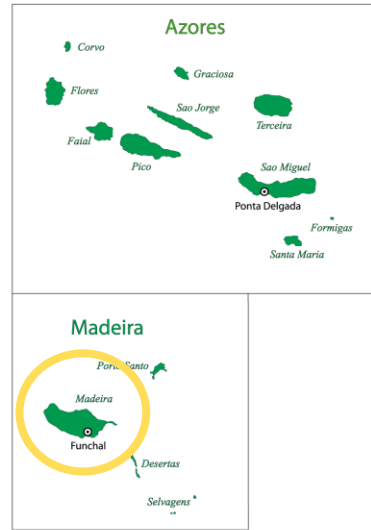 Azores
Corvo
Graciosa
Flores
Sao Jorge
Terceira
Faial
Pico
Sao Miguel
Ponta Delgada
Formigas
Santa Maria
Madeira
Porto Santo
Madeira
Funchal
Desertas
Selvagens